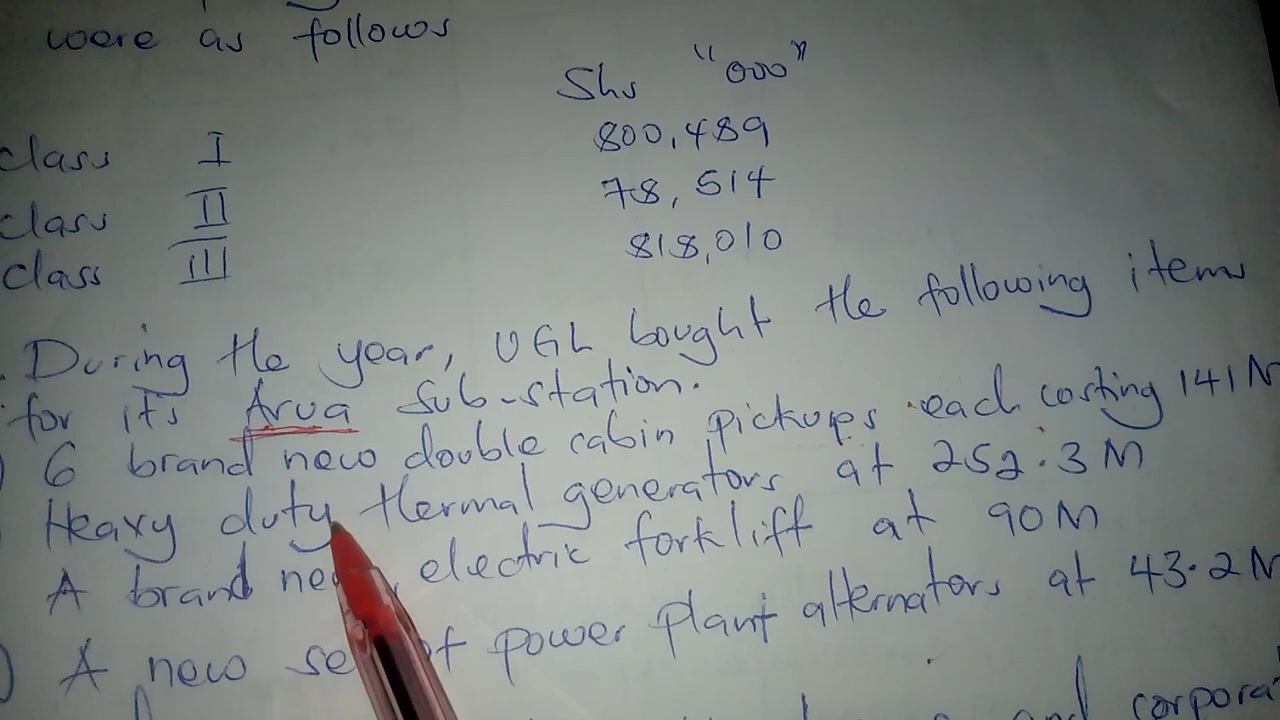 were as follows
Shs "000"
class I 800,489
class II 78,514
class III 818,010
During the year, UGL bought the following items
for its Arua sub-station.
) 6 brand new double cabin pickups each costing 141M
Heavy duty thermal generators at 252.3M
A brand new electric forklift at 90M
) A new set of power plant alternators at 43.2M
and